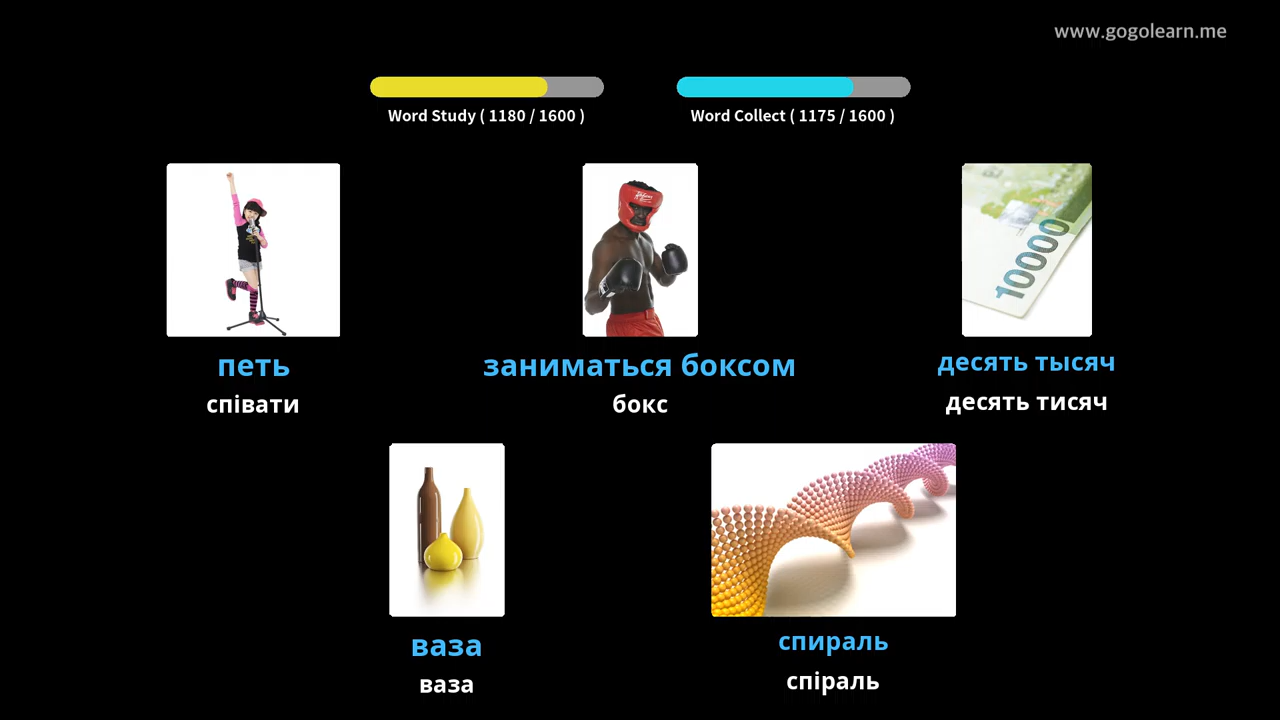 www.gogolearn.me
Word Study ( 1180 / 1600 )
Word Collect ( 1175 / 1600 )
10000
петь
співати
заниматься боксом
бокс
десять тысяч
десять тисяч
ваза
ваза
спираль
спіраль